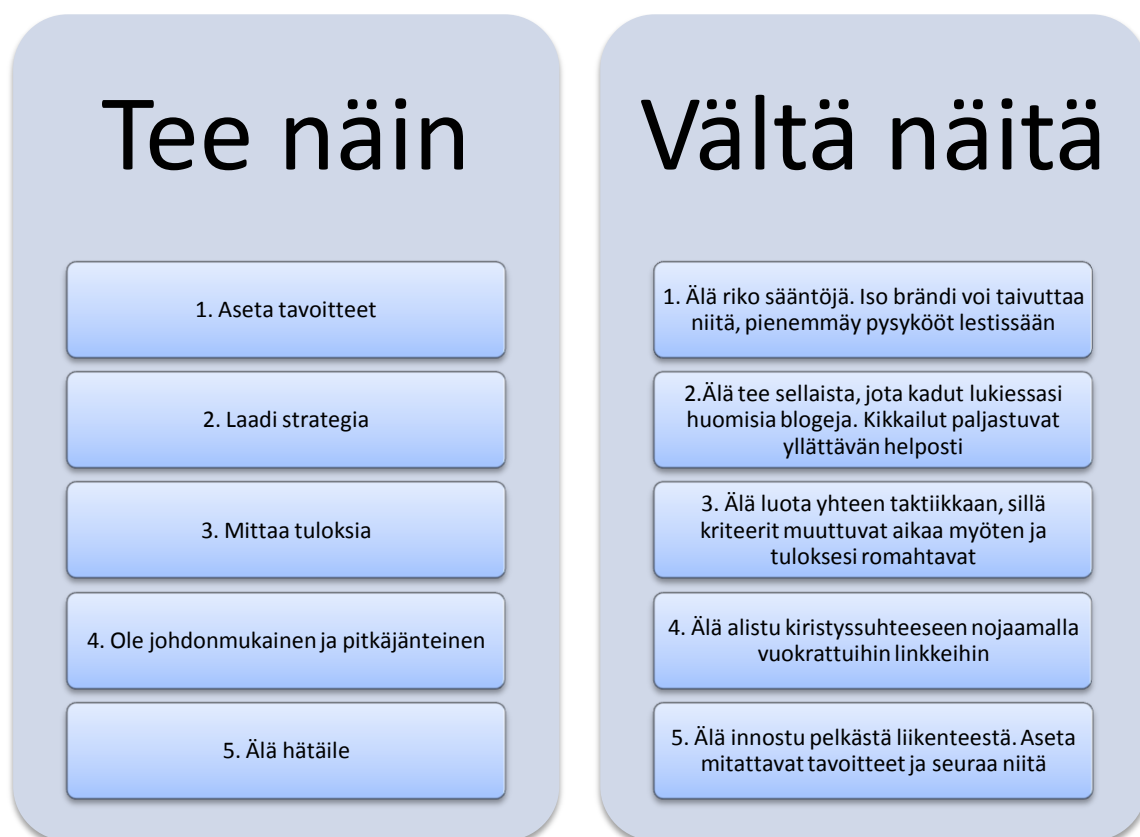 Tee näin
1. Aseta tavoitteet
2. Laadi strategia
3. Mittaa tuloksia
4. Ole johdonmukainen ja pitkäjänteinen
5. Älä hätäile
Vältä näitä
1. Älä riko sääntöjä. Iso brändi voi taivuttaa
niitä, pienemmäy pysykööt lestissään
2.Älä tee sellaista, jota kadut lukiessasi
huomisia blogeja. Kikkailut paljastuvat
yllättävän helposti
3. Älä luota yhteen taktiikkaan, sillä
kriteerit muuttuvat aikaa myöten ja
tuloksesi romahtavat
4. Älä alistu kiristyssuhteeseen nojaamalla
vuokrattuihin linkkeihin
5. Älä innostu pelkästä liikenteestä. Aseta
mitattavat tavoitteet ja seuraa niitä